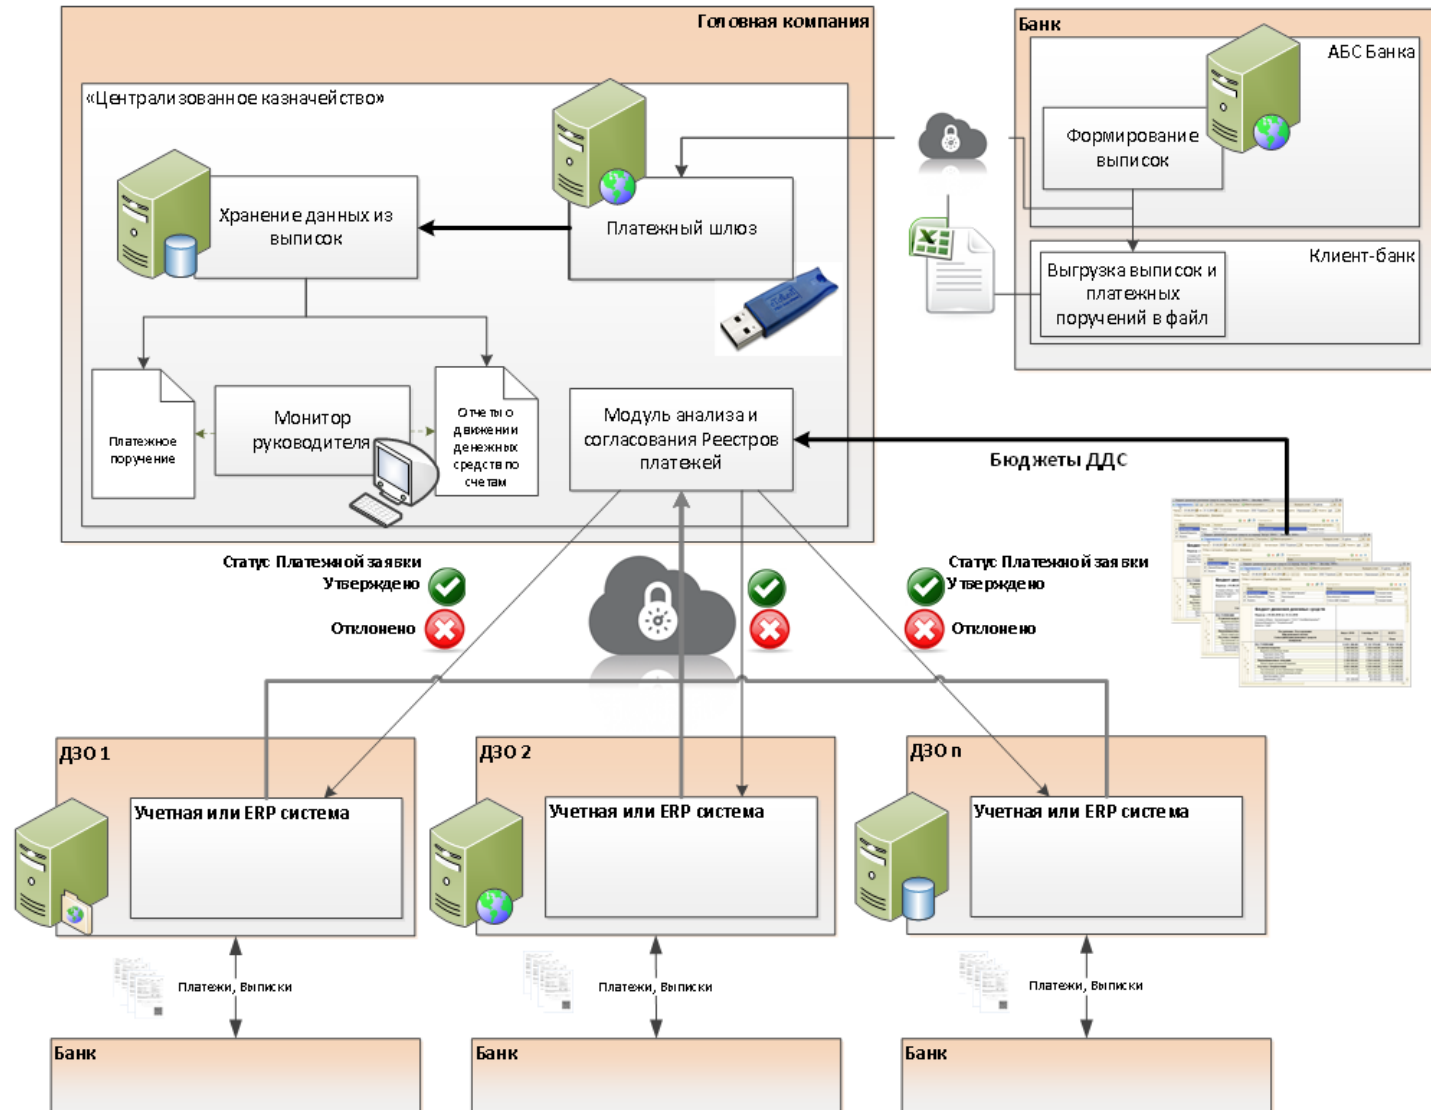 Головная компания
«Централизованное казначейство»
Платежный шлюз
Хранение данных из
выписок
Платежное
поручение
Монитор
руководителя
Отчеты о
движении
денежных
средств по
счетам
Модуль анализа и
согласования Реестров
платежей
Банк
АБС Банка
Формирование
выписок
Клиент-банк
Выгрузка выписок и
платежных
поручений в файл
Бюджеты ДДС
Статус Платежной заявки
Утверждено
Отклонено
Статус Платежной заявки
Утверждено
Отклонено
ДЗО 1
Учетная или ERP система
ДЗО 2
Учетная или ERP система
ДЗО n
Учетная или ERP система
Платежи, Выписки
Платежи, Выписки
Платежи, Выписки
Банк
Банк
Банк